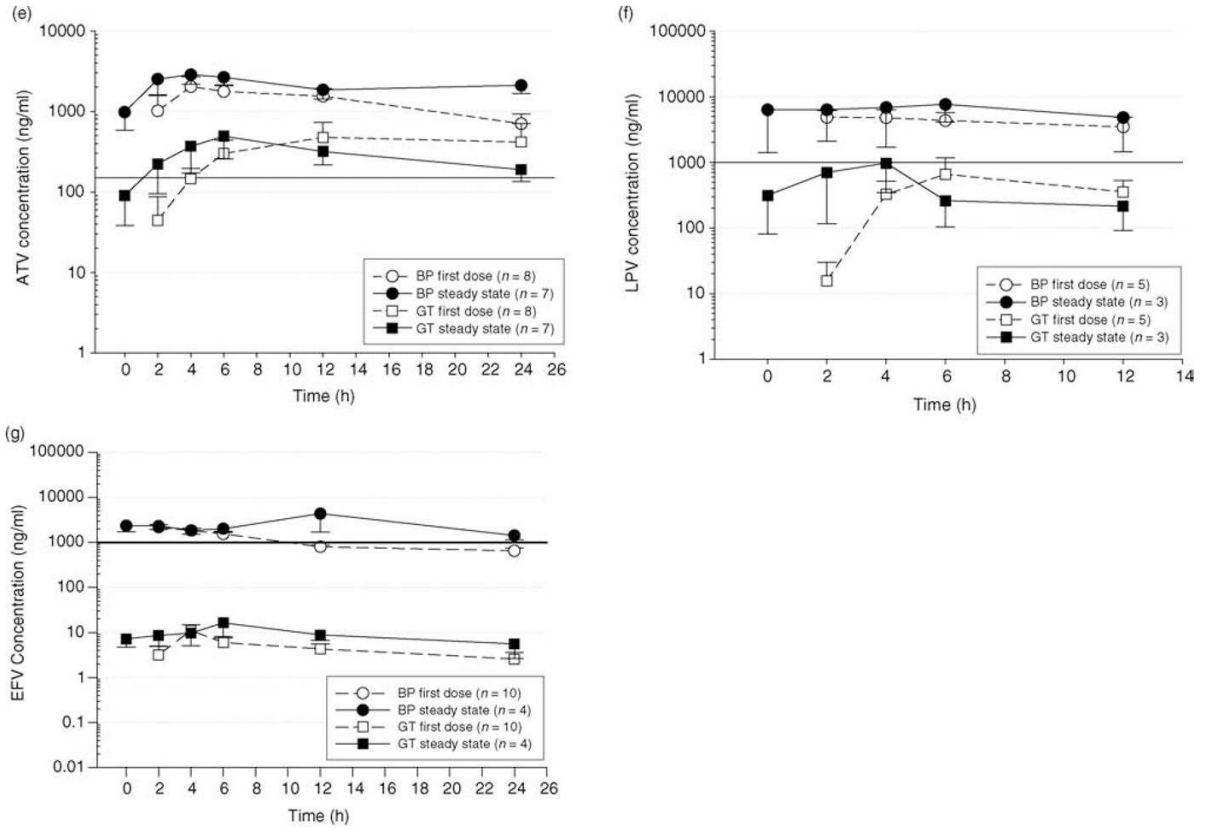 (e)
ATV concentration (ng/ml)
10000
1000
100
10
1
0 2 4 6 8 10 12 14 16 18 20 22 24 26
Time (h)
BP first dose (n = 8)
BP steady state (n = 7)
GT first dose (n = 8)
GT steady state (n = 7)
(f)
LPV concentration (ng/ml)
100000
10000
1000
100
10
1
0 2 4 6 8 10 12 14
Time (h)
BP first dose (n = 5)
BP steady state (n = 3)
GT first dose (n = 5)
GT steady state (n = 3)
(g)
EFV Concentration (ng/ml)
100000
10000
1000
100
10
1
0.1
0.01
0 2 4 6 8 10 12 14 16 18 20 22 24 26
Time (h)
BP first dose (n = 10)
BP steady state (n = 4)
GT first dose (n = 10)
GT steady state (n = 4)